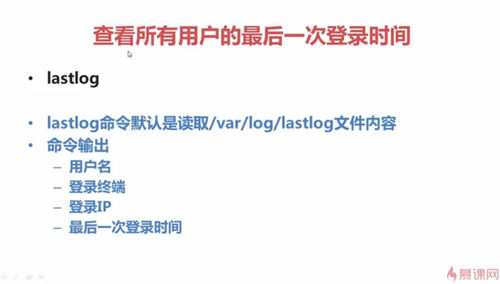 查看所有用户的最后一次登录时间
• lastlog
• lastlog命令默认是读取/var/log/lastlog文件内容
• 命令输出
– 用户名
– 登录终端
– 登录IP
– 最后一次登录时间
慕课网